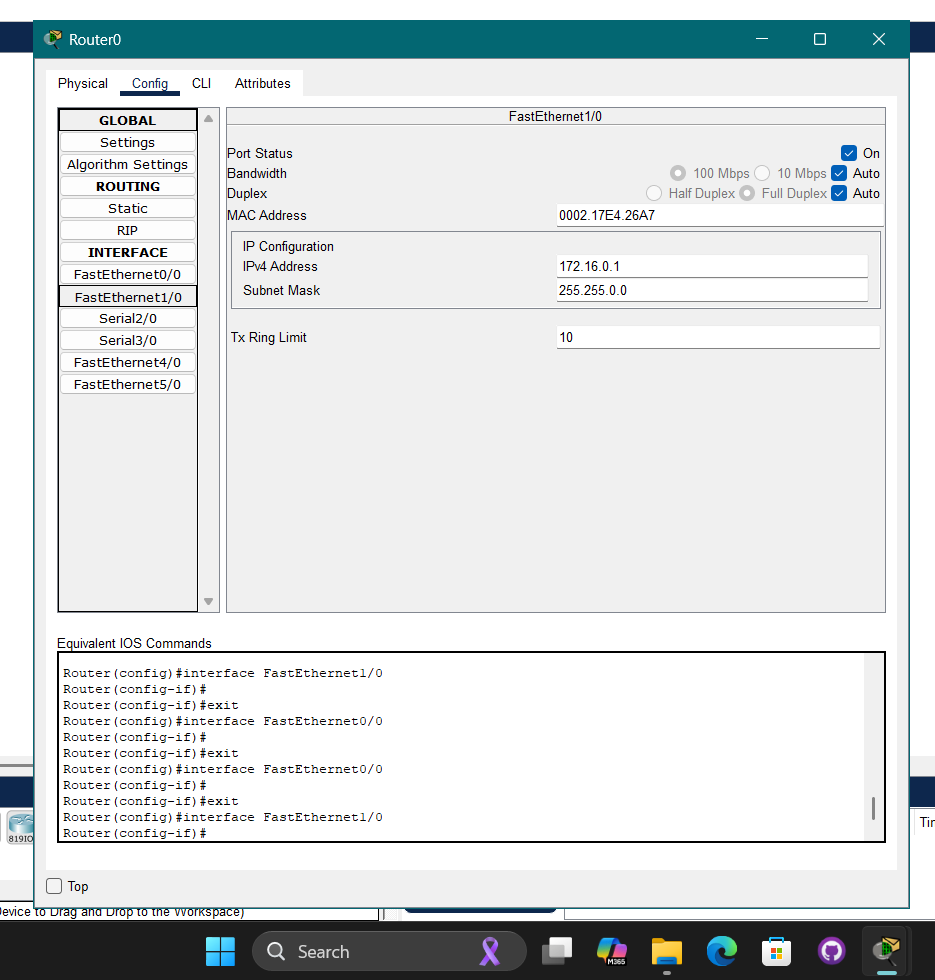 Router0
Physical Config CLI Attributes
GLOBAL
Settings
Algorithm Settings
ROUTING
Static
RIP
INTERFACE
FastEthernet0/0
FastEthernet1/0
Serial2/0
Serial3/0
FastEthernet4/0
FastEthernet5/0
FastEthernet1/0
Port Status On
Bandwidth 100 Mbps 10 Mbps Auto
Duplex Half Duplex Full Duplex Auto
MAC Address 0002.17E4.26A7
IP Configuration
IPv4 Address 172.16.0.1
Subnet Mask 255.255.0.0
Tx Ring Limit 10
Equivalent IOS Commands
Router(config)#interface FastEthernet1/0
Router(config-if)#
Router(config-if)#exit
Router(config)#interface FastEthernet0/0
Router(config-if)#
Router(config-if)#exit
Router(config)#interface FastEthernet0/0
Router(config-if)#
Router(config-if)#exit
Router(config)#interface FastEthernet1/0
Router(config-if)#
819IO
Tir
Top
evice to Drag and Drop to the Workspace)
Search
M365